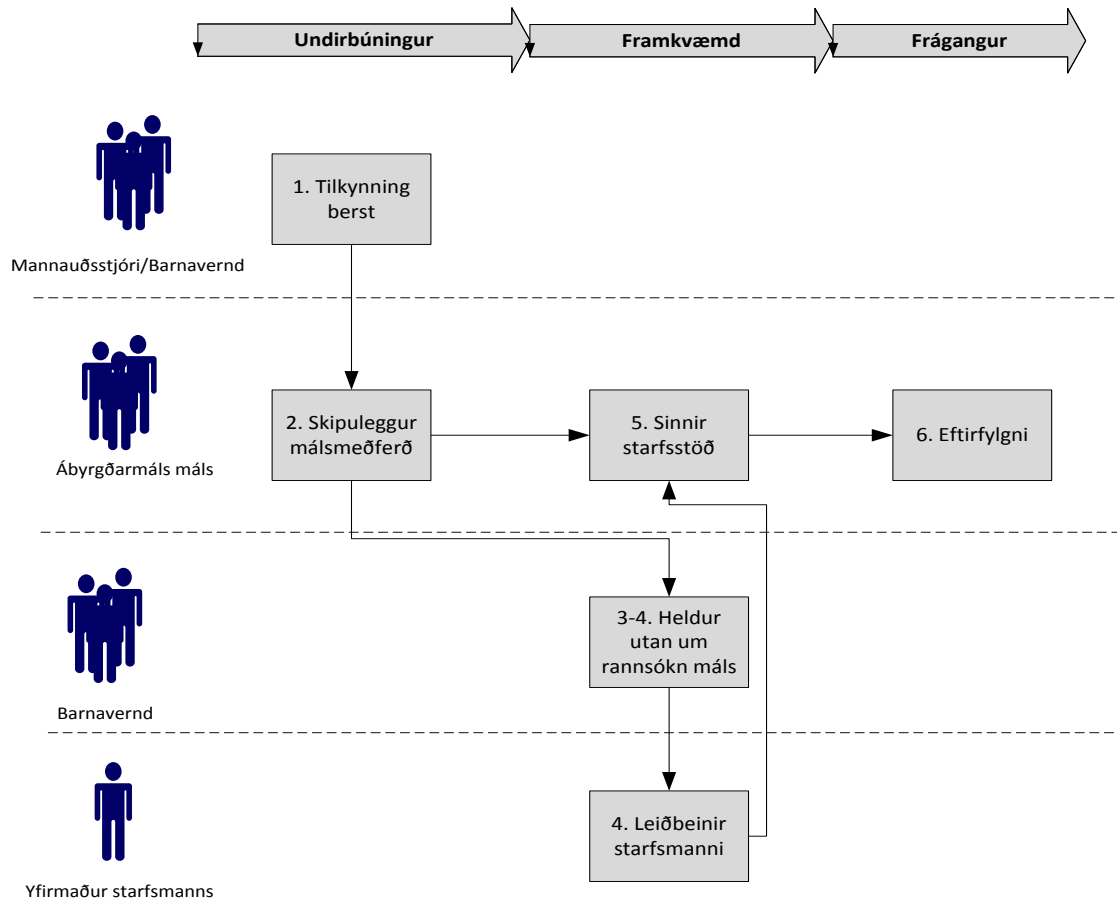 Undirbúningur
Framkvæmd
Frágangur
1. Tilkynning
berst
Mannauðsstjóri/Barnavernd
2. Skipuleggur
málsmeðferð
5. Sinnir
starfsstöð
6. Eftirfylgni
Ábyrgðarmáls máls
3-4. Heldur
utan um
rannsókn máls
Barnavernd
4. Leiðbeinir
starfsmanni
Yfirmaður starfsmanns